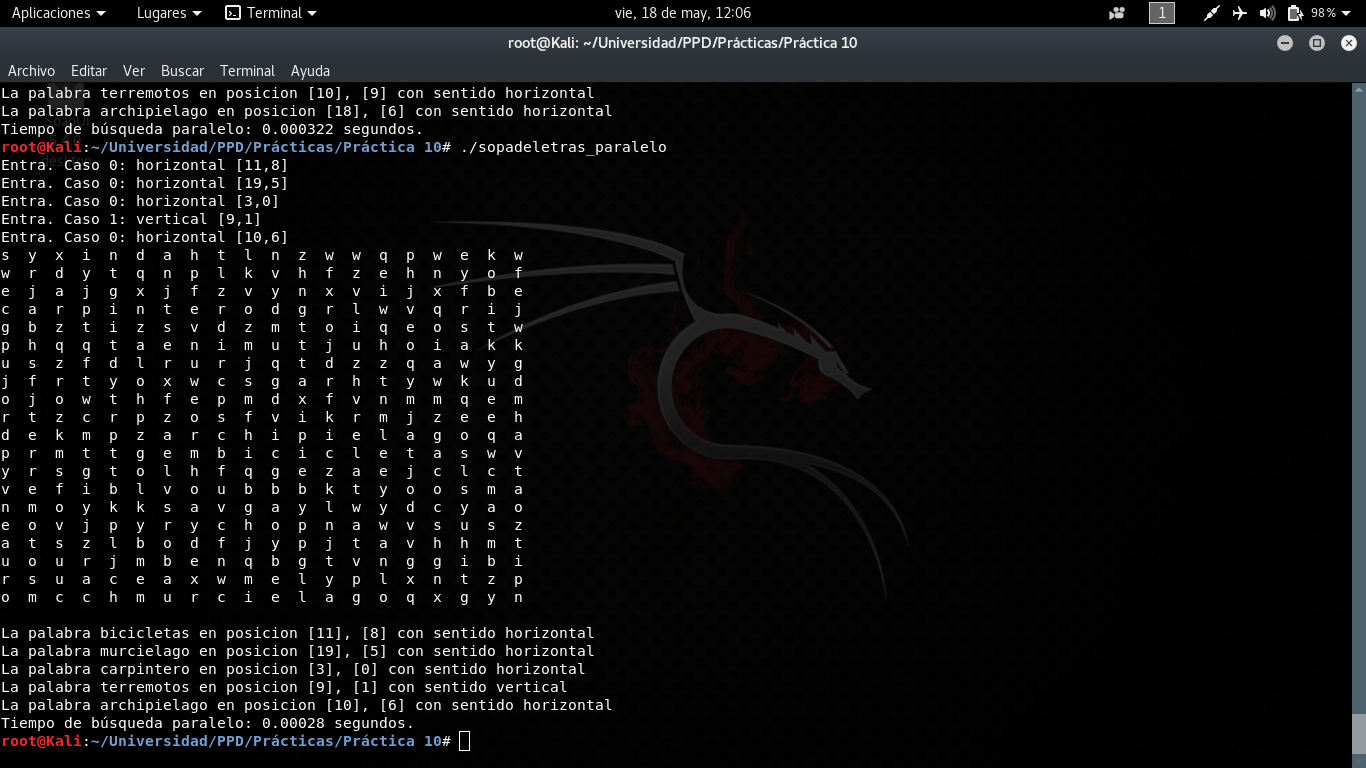 Aplicaciones Lugares Terminal vie, 18 de may, 12:06 1 98%
root@Kali: ~/Universidad/PPD/Prácticas/Práctica 10
Archivo Editar Ver Buscar Terminal Ayuda
La palabra terremotos en posicion [10], [9] con sentido horizontal
La palabra archipielago en posicion [18], [6] con sentido horizontal
Tiempo de búsqueda paralelo: 0.000322 segundos.
root@Kali:~/Universidad/PPD/Prácticas/Práctica 10# ./sopadeletras_paralelo
Entra. Caso 0: horizontal [11,8]
Entra. Caso 0: horizontal [19,5]
Entra. Caso 0: horizontal [3,0]
Entra. Caso 1: vertical [9,1]
Entra. Caso 0: horizontal [10,6]
s y x i n d a h t l n z w w q p w e k w
w r d y t q n p l k v h f z e h n y o f
e j a j g x j f z v y n x v i j x f b e
c a r p i n t e r o d g r l w v q r i j
g b z t i z s v d z m t o i q e o s t w
p h q q t a e n i m u t j u h o i a k k
u s z f d l r u r j q t d z z q a w y g
j f r t y o x w c s g a r h t y w k u d
o j o w t h f e p m d x f v n m m q e m
r t z c r p z o s f v i k r m j z e e h
d e k m p z a r c h i p i e l a g o q a
p r m t t g e m b i c i c l e t a s w v
y r s g t o l h f q g e z a e j c l c t
v e f i b l v o u b b b k t y o o s m a
n m o y k k s a v g a y l w y d c y a o
e o v j p y r y c h o p n a w v s u s z
a t s z l b o d f j y p j t a v h h m t
u o u r j m b e n q b g t v n g g i b i
r s u a c e a x w m e l y p l x n t z p
o m c c h m u r c i e l a g o q x g y n
La palabra bicicletas en posicion [11], [8] con sentido horizontal
La palabra murcielago en posicion [19], [5] con sentido horizontal
La palabra carpintero en posicion [3], [0] con sentido horizontal
La palabra terremotos en posicion [9], [1] con sentido vertical
La palabra archipielago en posicion [10], [6] con sentido horizontal
Tiempo de búsqueda paralelo: 0.00028 segundos.
root@Kali:~/Universidad/PPD/Prácticas/Práctica 10#